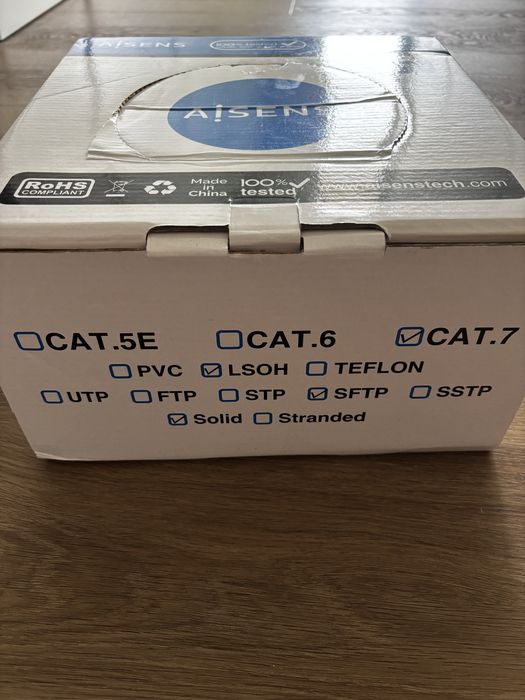 AISENS
AISENS
RoHS
COMPLIANT
Made
in
China
100%
tested
www.aisenstech.com
CAT.5E CAT.6 CAT.7
PVC LSOH TEFLON
UTP FTP STP SFTP SSTP
Solid Stranded